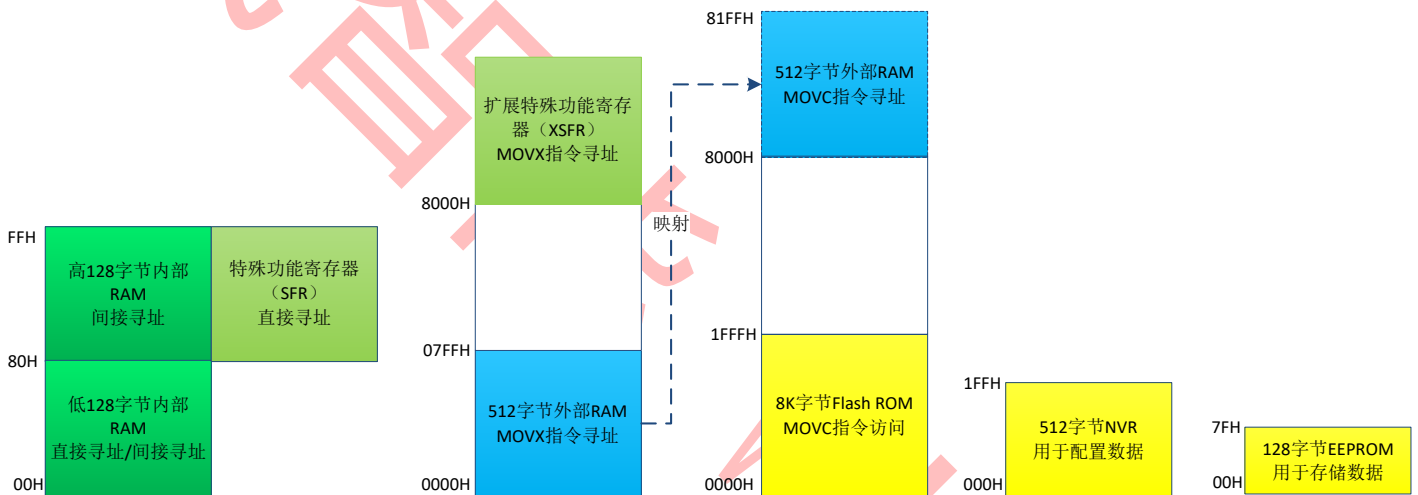 FFH
高128字节内部
RAM
间接寻址
特殊功能寄存器
（SFR）
直接寻址
80H
低128字节内部
RAM
直接寻址/间接寻址
00H
扩展特殊功能寄存
器（XSFR）
MOVX指令寻址
8000H
07FFH
512字节外部RAM
MOVX指令寻址
0000H
映射
81FFH
512字节外部RAM
MOVC指令寻址
8000H
1FFFH
8K字节Flash ROM
MOVC指令访问
0000H
1FFH
512字节NVR
用于配置数据
000H
7FH
128字节EEPROM
用于存储数据
00H